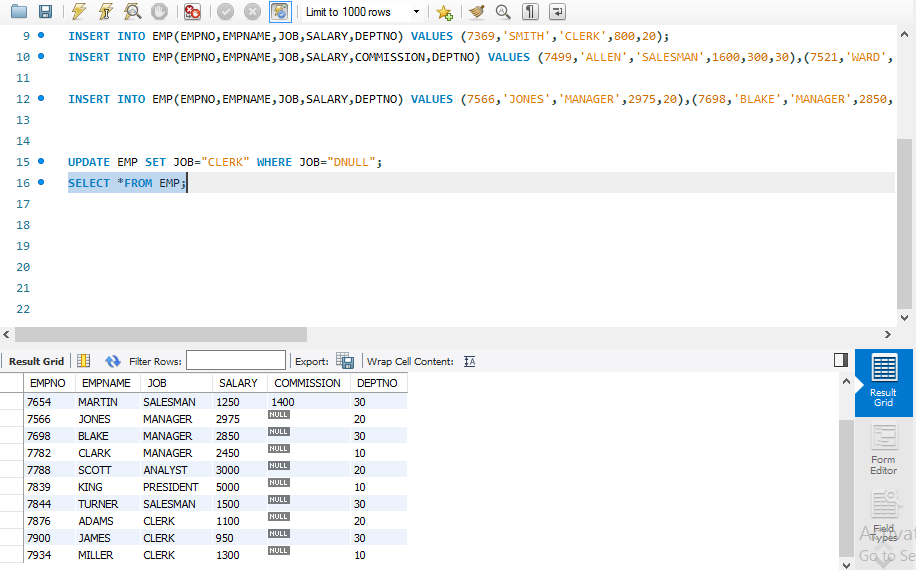 Limit to 1000 rows
9 INSERT INTO EMP(EMPNO,EMPNAME,JOB,SALARY,DEPTNO) VALUES (7369,'SMITH','CLERK',800,20);
10 INSERT INTO EMP(EMPNO,EMPNAME,JOB,SALARY,COMMISSION,DEPTNO) VALUES (7499,'ALLEN','SALESMAN',1600,300,30),(7521,'WARD',
11
12 INSERT INTO EMP(EMPNO,EMPNAME,JOB,SALARY,DEPTNO) VALUES (7566,'JONES','MANAGER',2975,20),(7698,'BLAKE','MANAGER',2850,
13
14
15 UPDATE EMP SET JOB="CLERK" WHERE JOB="DNULL";
16 SELECT *FROM EMP;
17
18
19
20
21
22
Result Grid Filter Rows: Export: Wrap Cell Content: IA
EMPNO EMPNAME JOB SALARY COMMISSION DEPTNO
7654 MARTIN SALESMAN 1250 1400 30
7566 JONES MANAGER 2975 NULL 20
7698 BLAKE MANAGER 2850 NULL 30
7782 CLARK MANAGER 2450 NULL 10
7788 SCOTT ANALYST 3000 NULL 20
7839 KING PRESIDENT 5000 NULL 10
7844 TURNER SALESMAN 1500 NULL 30
7876 ADAMS CLERK 1100 NULL 20
7900 JAMES CLERK 950 NULL 30
7934 MILLER CLERK 1300 NULL 10
Result
Grid
Form
Editor
Field
Types
Activat
Go to Se